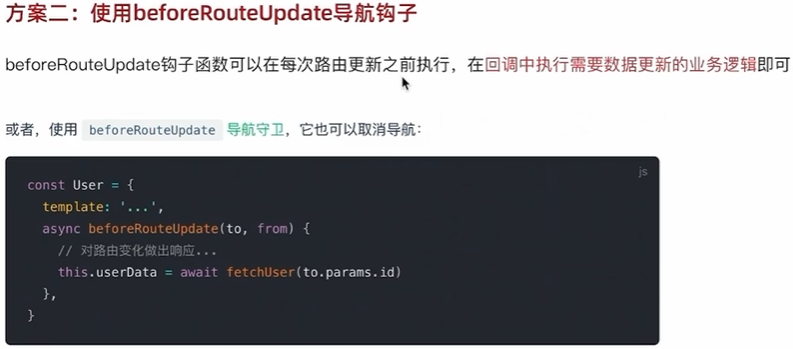 方案二：使用beforeRouteUpdate导航钩子
beforeRouteUpdate钩子函数可以在每次路由更新之前执行，在回调中执行需要数据更新的业务逻辑即可
或者，使用 beforeRouteUpdate 导航守卫，它也可以取消导航：
js
const User = {
  template: '...',
  async beforeRouteUpdate(to, from) {
    // 对路由变化做出响应...
    this.userData = await fetchUser(to.params.id)
  },
}